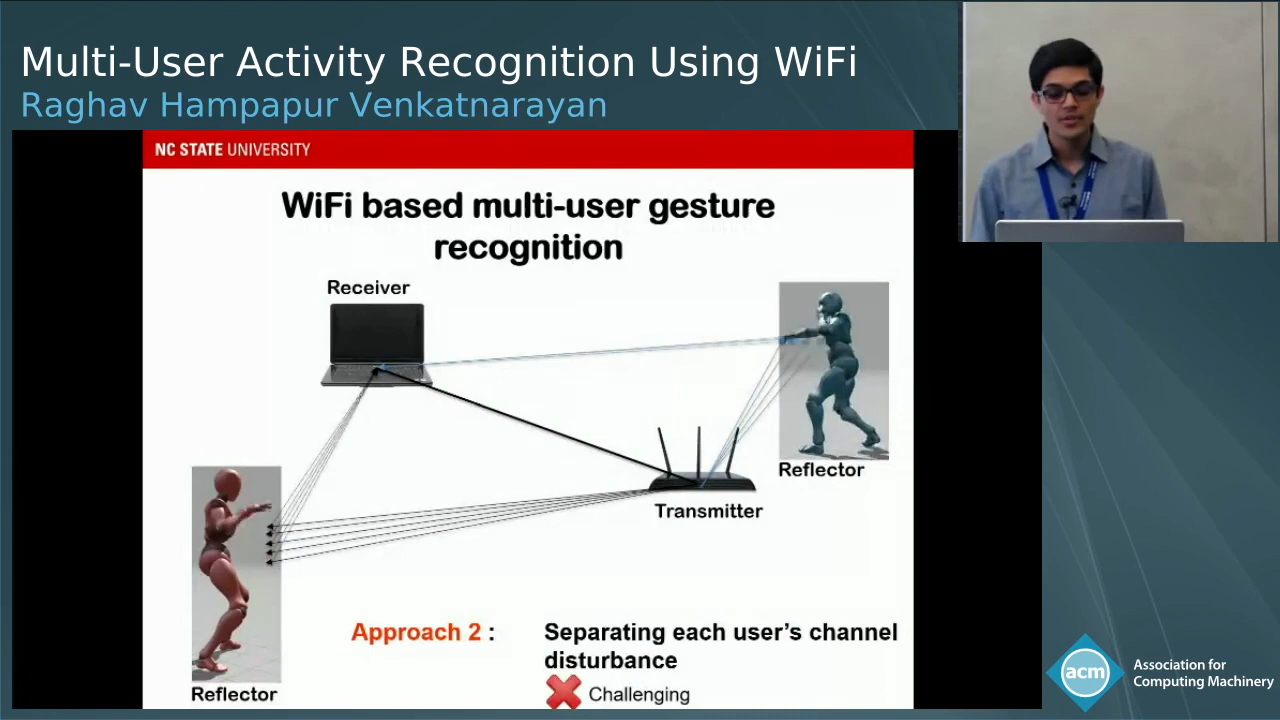 Multi-User Activity Recognition Using WiFi
Raghav Hampapur Venkatnarayan
NC STATE UNIVERSITY
WiFi based multi-user gesture
recognition
Receiver
Reflector
Transmitter
Reflector
Approach 2 :
Separating each user's channel
disturbance
Challenging
acm
Association for
Computing Machinery